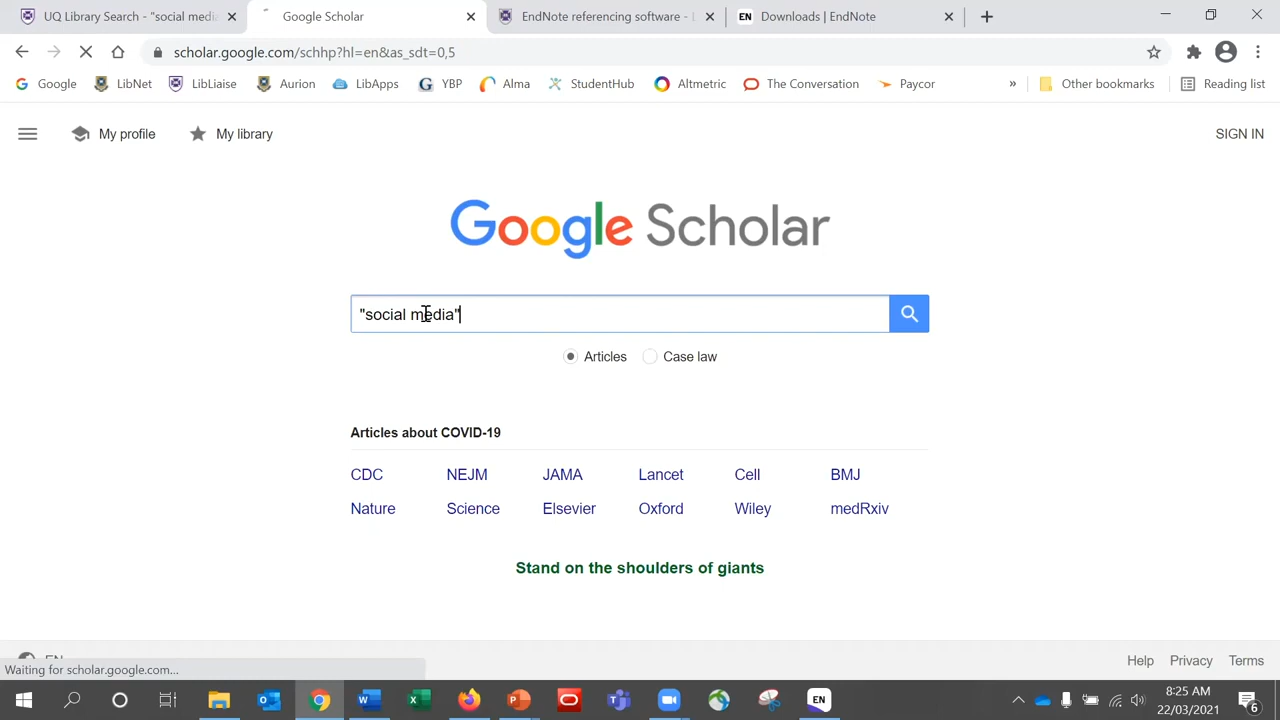 UQ Library Search - "social media
Google Scholar
EndNote referencing software - L
EN Downloads | EndNote
scholar.google.com/schhp?hl=en&as_sdt=0,5
Google
LibNet
LibLiaise
Aurion
LibApps
YBP
Alma
StudentHub
Altmetric
The Conversation
Paycor
»
Other bookmarks
Reading list
My profile
My library
SIGN IN
Google Scholar
"social media"
Articles
Case law
Articles about COVID-19
CDC NEJM JAMA Lancet Cell BMJ
Nature Science Elsevier Oxford Wiley medRxiv
Stand on the shoulders of giants
Waiting for scholar.google.com...
Help Privacy Terms
EN
8:25 AM
22/03/2021
6